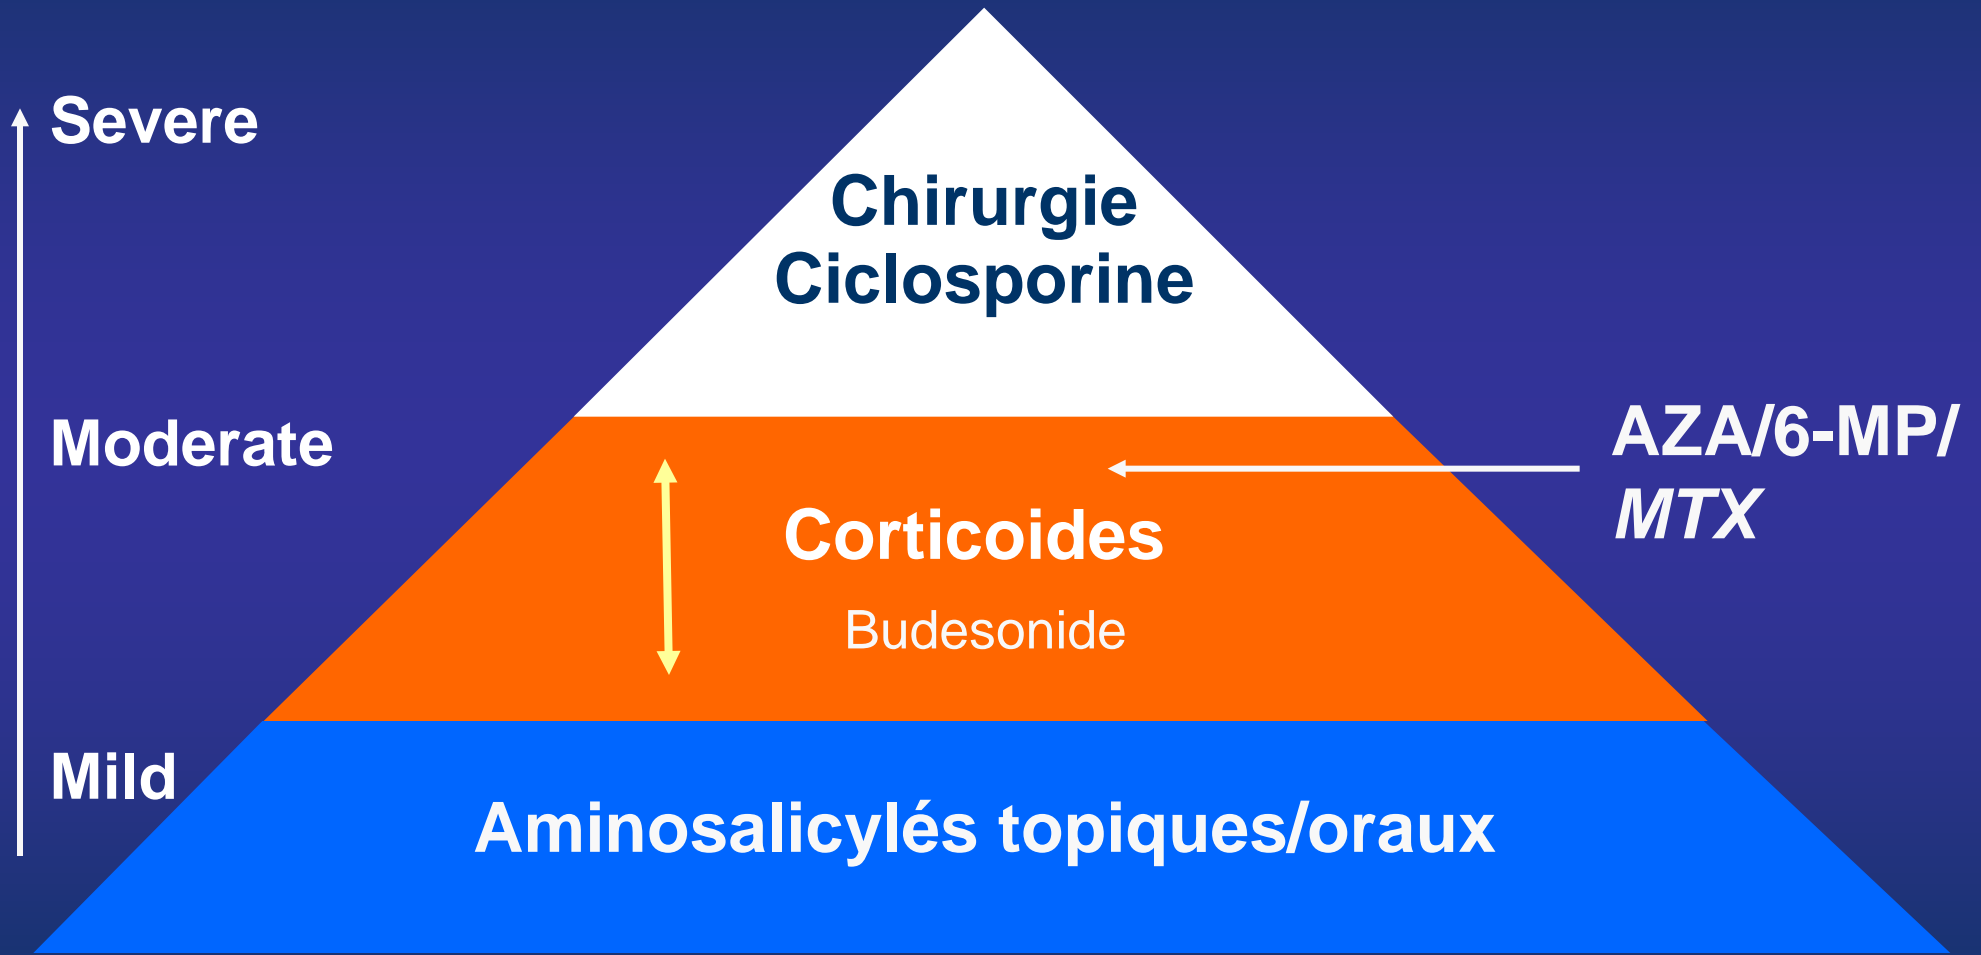 Severe
Chirurgie
Ciclosporine
Moderate
AZA/6-MP/
MTX
Corticoides
Budesonide
Mild
Aminosalicylés topiques/oraux